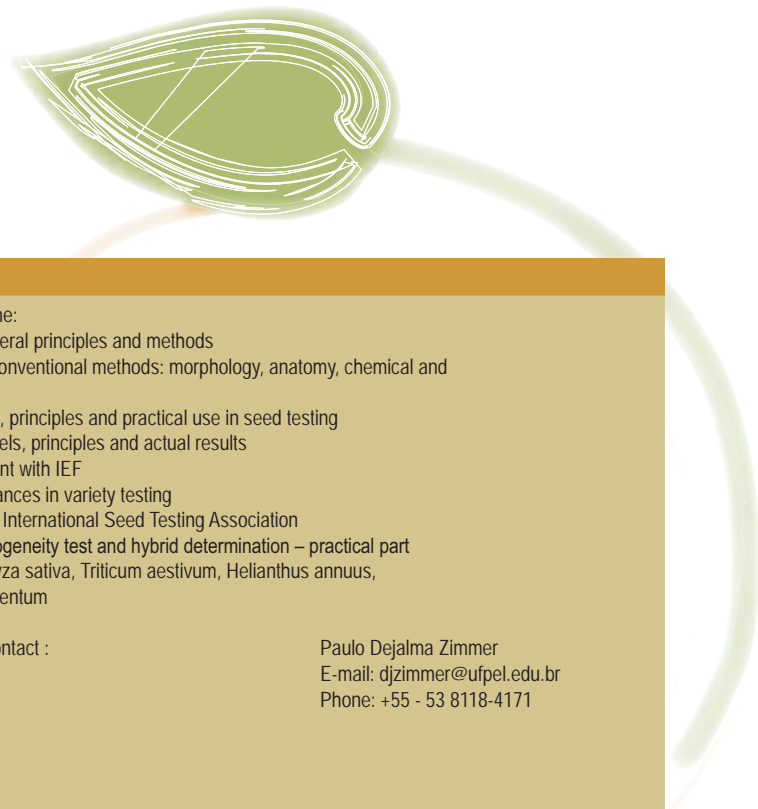 ne:
eral principles and methods
onventional methods: morphology, anatomy, chemical and
, principles and practical use in seed testing
els, principles and actual results
nt with IEF
ances in variety testing
International Seed Testing Association
ogeneity test and hybrid determination – practical part
za sativa, Triticum aestivum, Helianthus annuus,
entum
ontact :
Paulo Dejalma Zimmer
E-mail: djzimmer@ufpel.edu.br
Phone: +55 - 53 8118-4171